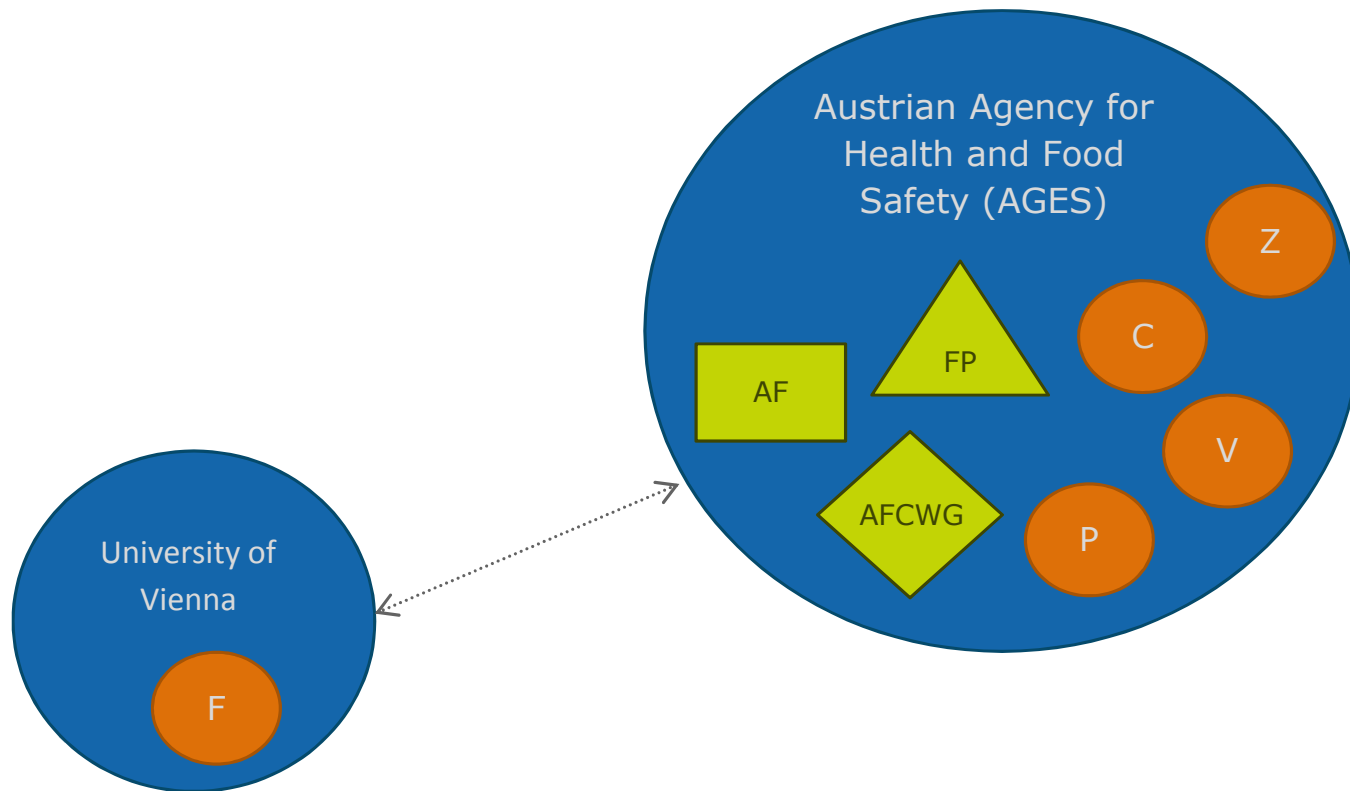 Austrian Agency for
Health and Food
Safety (AGES)
Z
C
FP
AF
V
AFCWG
P
University of
Vienna
F